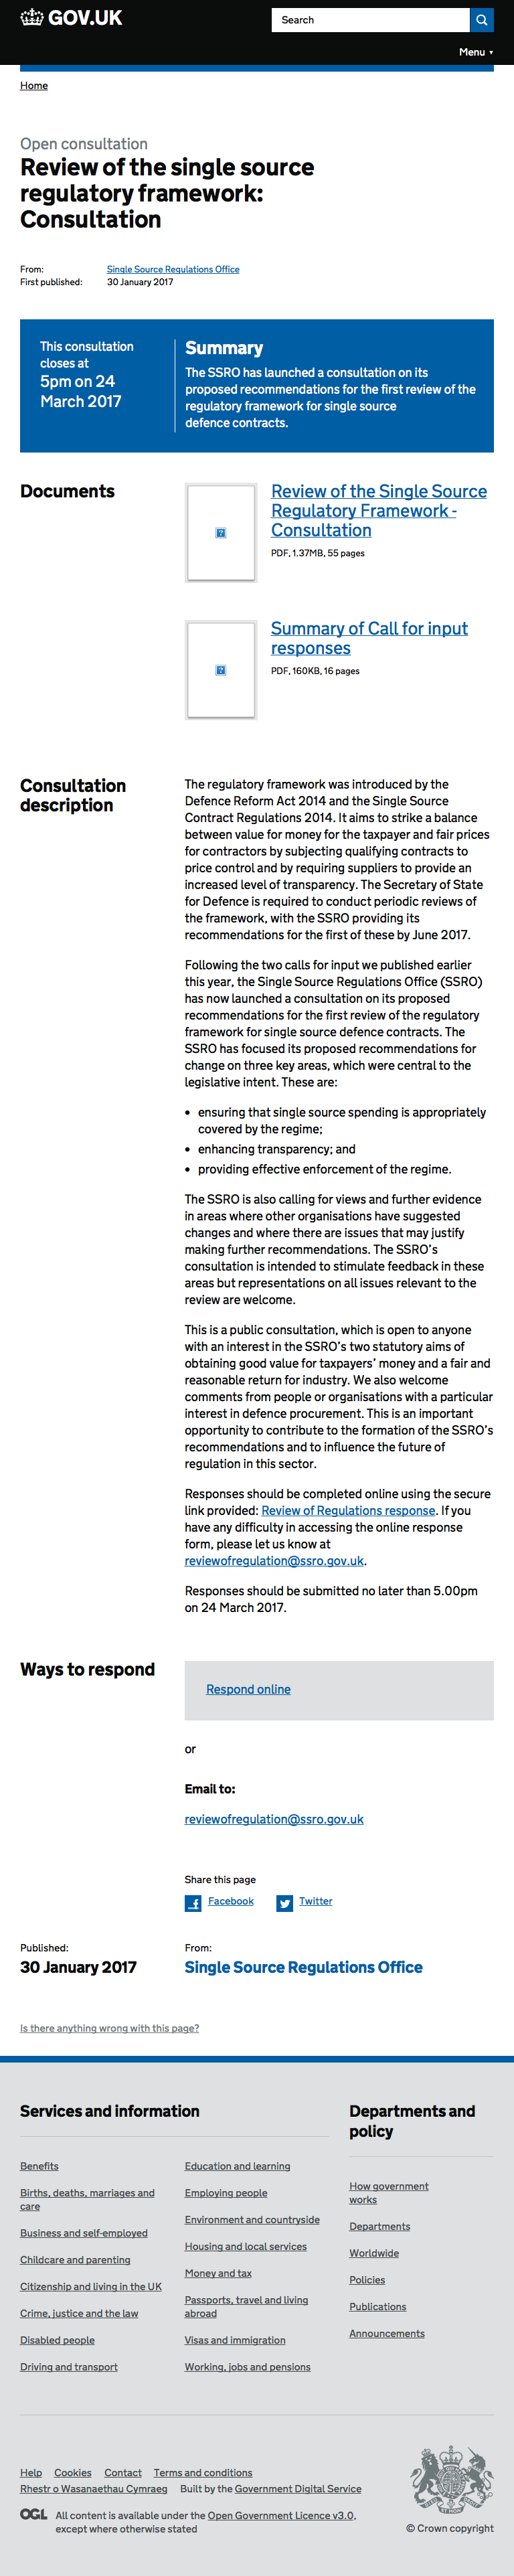 GOV.UK
Search
Menu ▼
Home
Open consultation
Review of the single source
regulatory framework:
Consultation
From: Single Source Regulations Office
First published: 30 January 2017
This consultation
closes at
5pm on 24
March 2017
Summary
The SSRO has launched a consultation on its
proposed recommendations for the first review of the
regulatory framework for single source
defence contracts.
Documents
Review of the Single Source
Regulatory Framework -
Consultation
PDF, 1.37MB, 55 pages
Summary of Call for input
responses
PDF, 160KB, 16 pages
Consultation
description
The regulatory framework was introduced by the
Defence Reform Act 2014 and the Single Source
Contract Regulations 2014. It aims to strike a balance
between value for money for the taxpayer and fair prices
for contractors by subjecting qualifying contracts to
price control and by requiring suppliers to provide an
increased level of transparency. The Secretary of State
for Defence is required to conduct periodic reviews of
the framework, with the SSRO providing its
recommendations for the first of these by June 2017.
Following the two calls for input we published earlier
this year, the Single Source Regulations Office (SSRO)
has now launched a consultation on its proposed
recommendations for the first review of the regulatory
framework for single source defence contracts. The
SSRO has focused its proposed recommendations for
change on three key areas, which were central to the
legislative intent. These are:
• ensuring that single source spending is appropriately
covered by the regime;
• enhancing transparency; and
• providing effective enforcement of the regime.
The SSRO is also calling for views and further evidence
in areas where other organisations have suggested
changes and where there are issues that may justify
making further recommendations. The SSRO's
consultation is intended to stimulate feedback in these
areas but representations on all issues relevant to the
review are welcome.
This is a public consultation, which is open to anyone
with an interest in the SSRO's two statutory aims of
obtaining good value for taxpayers' money and a fair and
reasonable return for industry. We also welcome
comments from people or organisations with a particular
interest in defence procurement. This is an important
opportunity to contribute to the formation of the SSRO's
recommendations and to influence the future of
regulation in this sector.
Responses should be completed online using the secure
link provided: Review of Regulations response. If you
have any difficulty in accessing the online response
form, please let us know at
reviewofregulation@ssro.gov.uk.
Responses should be submitted no later than 5.00pm
on 24 March 2017.
Ways to respond
Respond online
or
Email to:
reviewofregulation@ssro.gov.uk
Share this page
Facebook Twitter
Published:
30 January 2017
From:
Single Source Regulations Office
Is there anything wrong with this page?
Services and information
Benefits
Births, deaths, marriages and
care
Business and self-employed
Childcare and parenting
Citizenship and living in the UK
Crime, justice and the law
Disabled people
Driving and transport
Education and learning
Employing people
Environment and countryside
Housing and local services
Money and tax
Passports, travel and living
abroad
Visas and immigration
Working, jobs and pensions
Departments and
policy
How government
works
Departments
Worldwide
Policies
Publications
Announcements
Help Cookies Contact Terms and conditions
Rhestr o Wasanaethau Cymraeg Built by the Government Digital Service
OGL All content is available under the Open Government Licence v3.0,
except where otherwise stated
© Crown copyright